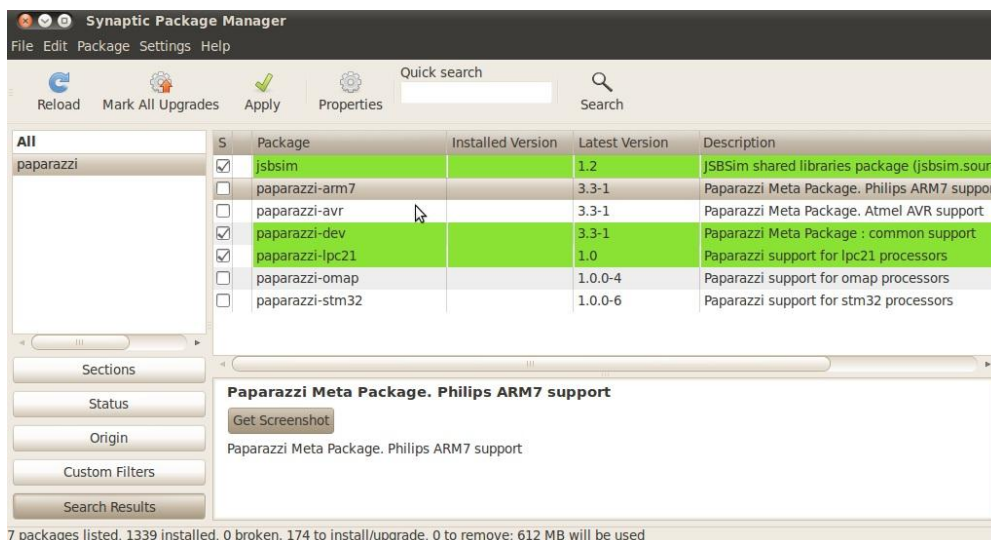 Synaptic Package Manager
File Edit Package Settings Help
Quick search
Reload Mark All Upgrades Apply Properties Search
All
paparazzi
S Package Installed Version Latest Version Description
jsbsim 1.2 JSBSim shared libraries package (jsbsim.sour
paparazzi-arm7 3.3-1 Paparazzi Meta Package. Philips ARM7 suppo
paparazzi-avr 3.3-1 Paparazzi Meta Package. Atmel AVR support
paparazzi-dev 3.3-1 Paparazzi Meta Package : common support
paparazzi-lpc21 1.0 Paparazzi support for lpc21 processors
paparazzi-omap 1.0.0-4 Paparazzi support for omap processors
paparazzi-stm32 1.0.0-6 Paparazzi support for stm32 processors
Sections
Status
Origin
Custom Filters
Search Results
Paparazzi Meta Package. Philips ARM7 support
Get Screenshot
Paparazzi Meta Package. Philips ARM7 support
7 packages listed, 1339 installed, 0 broken. 174 to install/upgrade, 0 to remove; 612 MB will be used